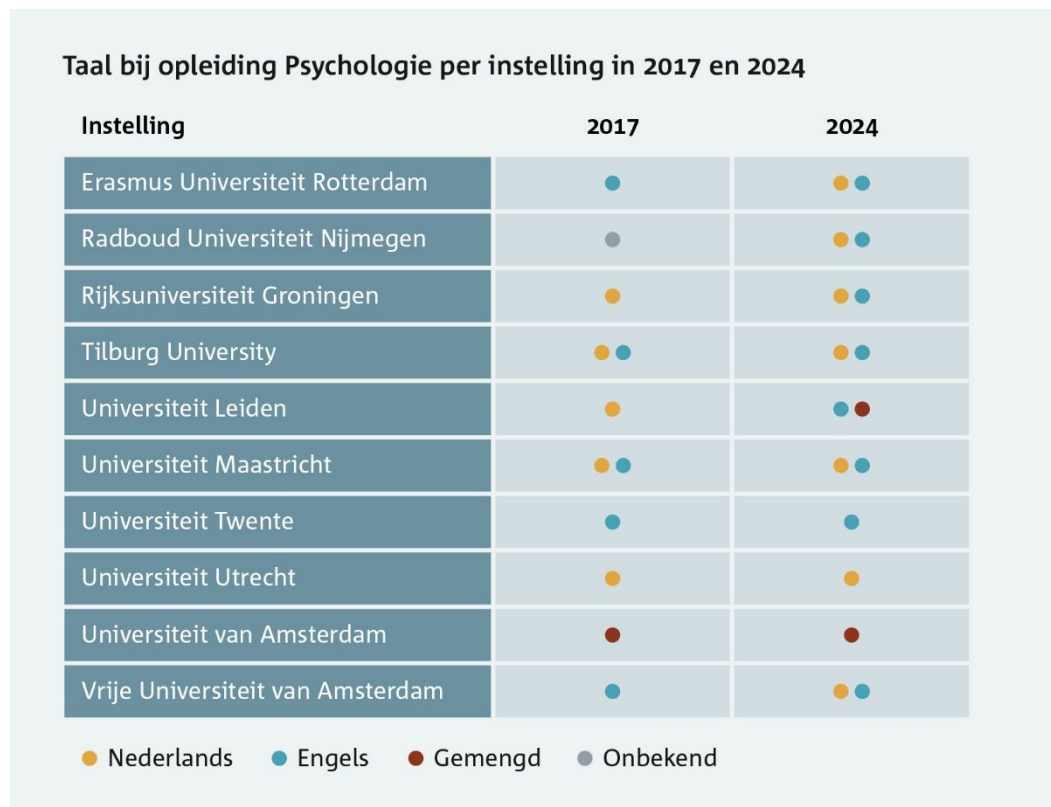 Taal bij opleiding Psychologie per instelling in 2017 en 2024
Instelling 2017 2024
Erasmus Universiteit Rotterdam
Radboud Universiteit Nijmegen
Rijksuniversiteit Groningen
Tilburg University
Universiteit Leiden
Universiteit Maastricht
Universiteit Twente
Universiteit Utrecht
Universiteit van Amsterdam
Vrije Universiteit van Amsterdam
Nederlands Engels Gemengd Onbekend